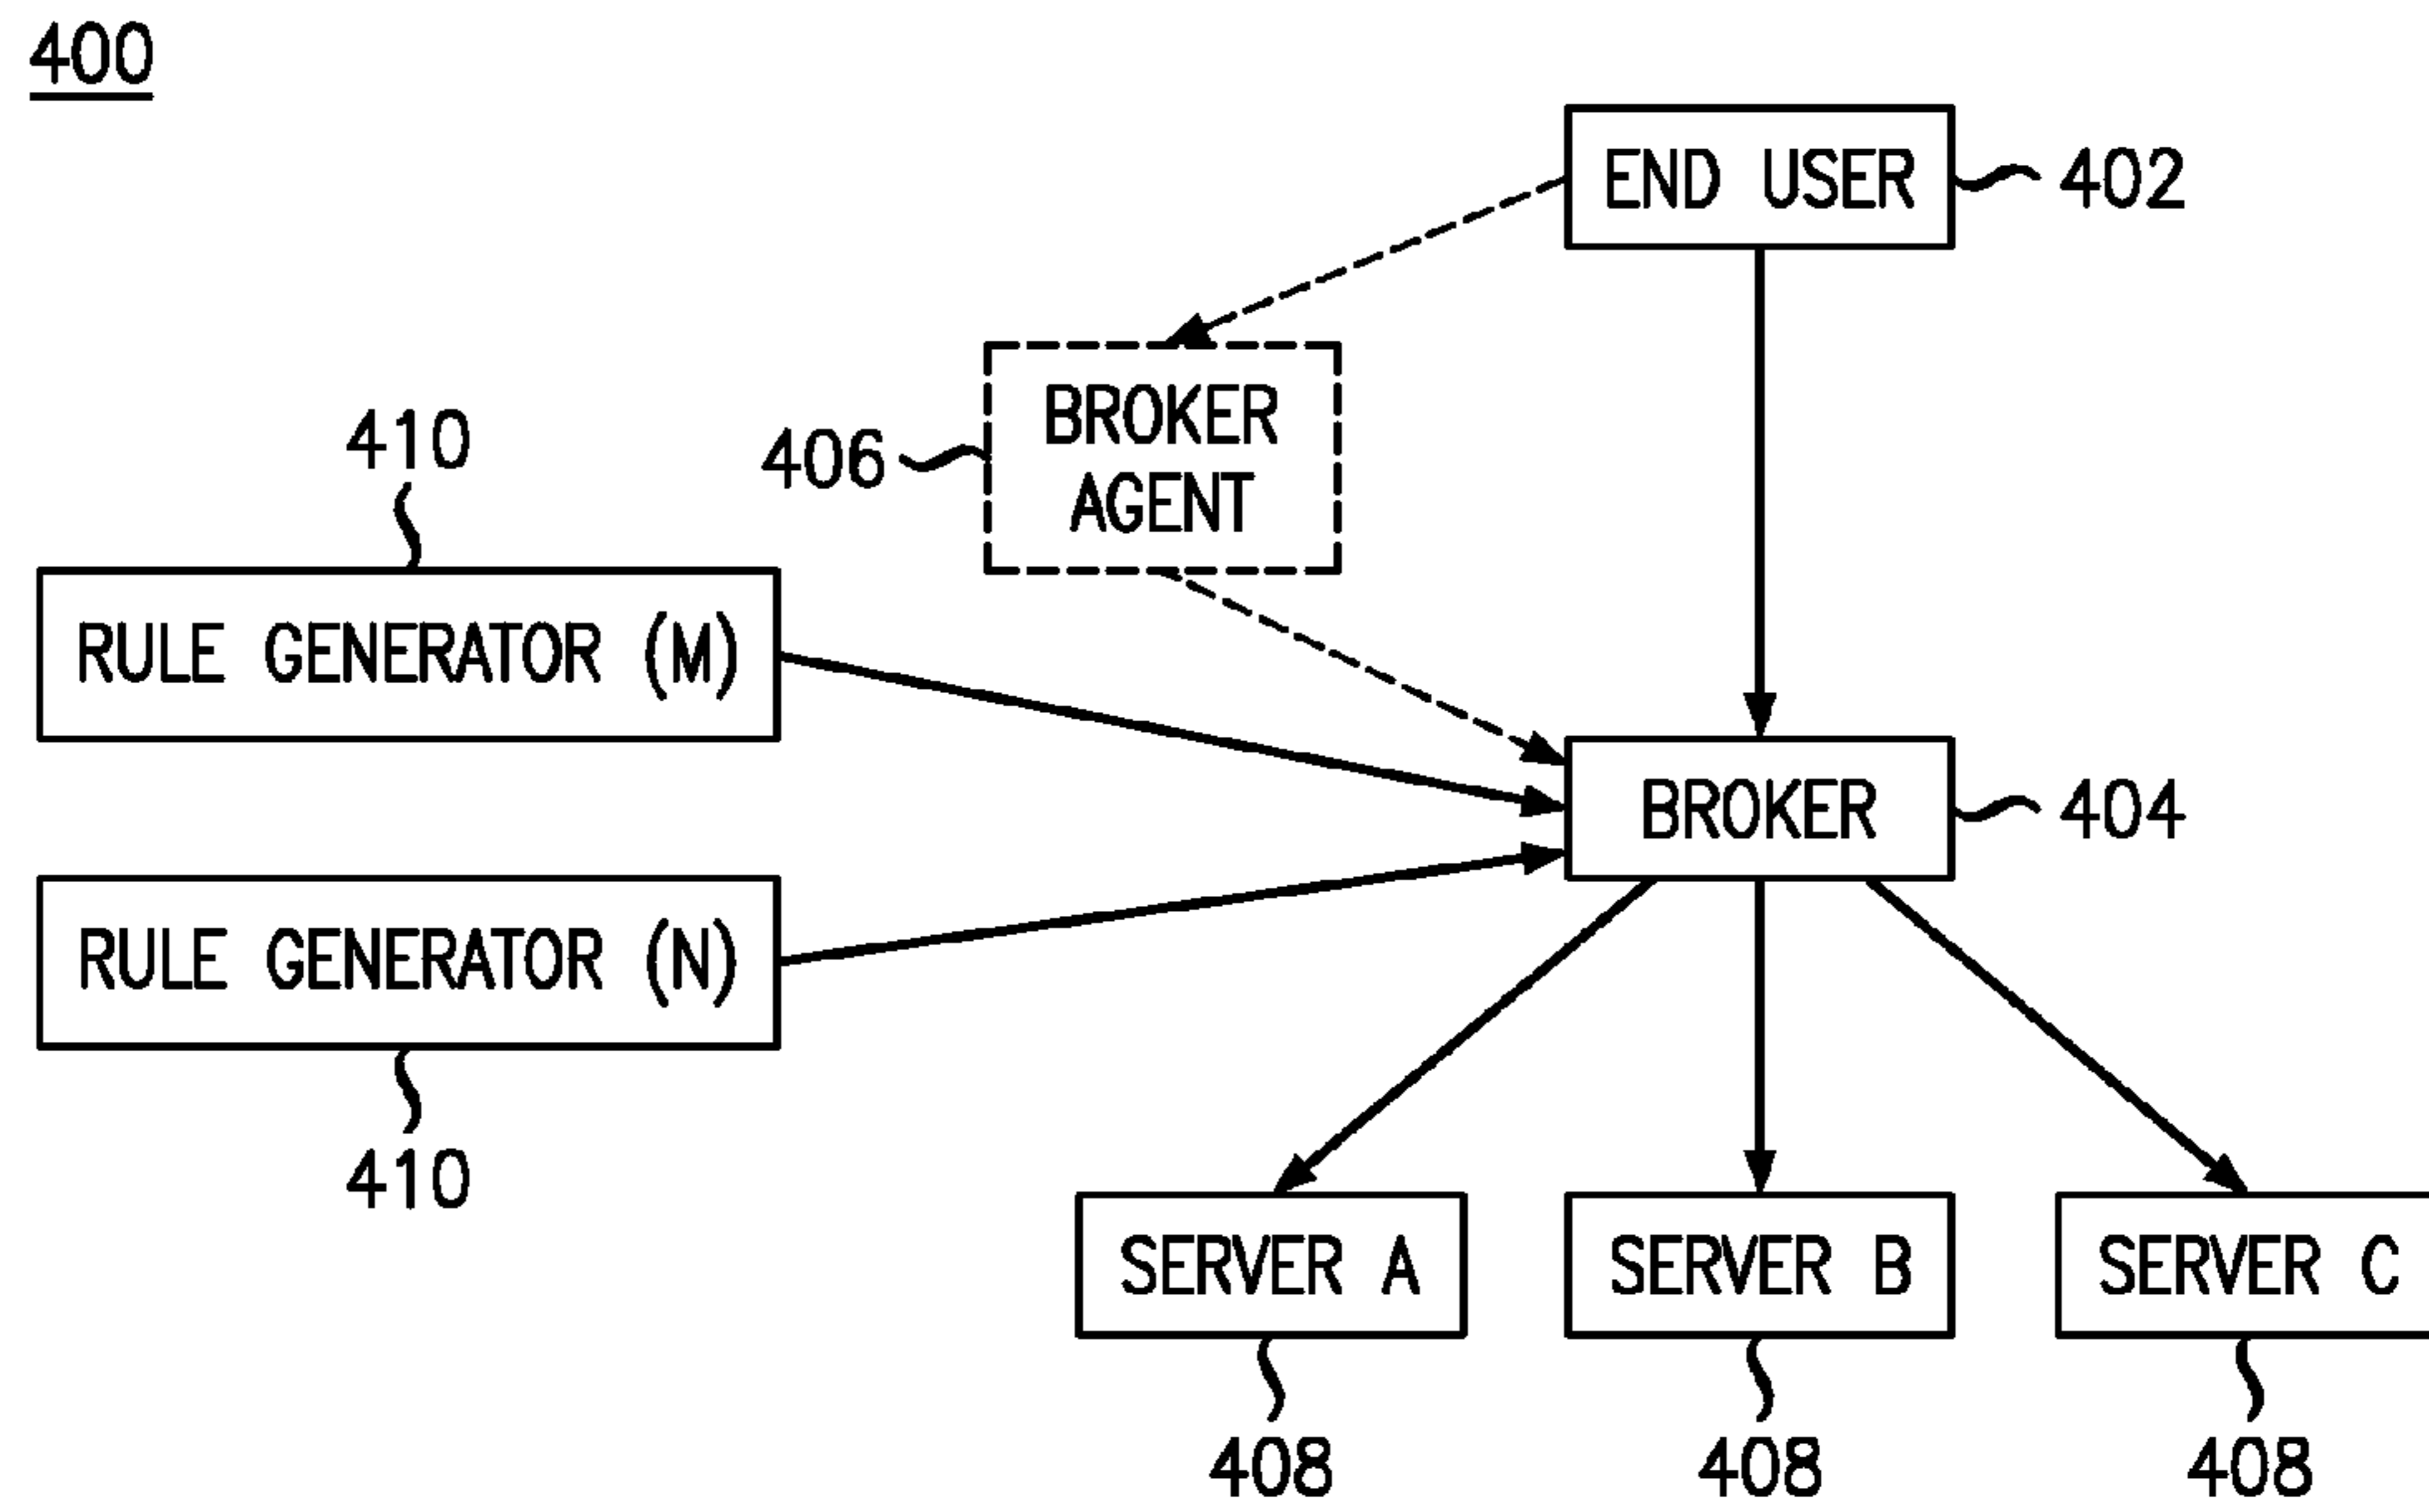 400
END USER
402
BROKER
AGENT
406
410
RULE GENERATOR (M)
BROKER
404
RULE GENERATOR (N)
410
SERVER A
SERVER B
SERVER C
408
408
408